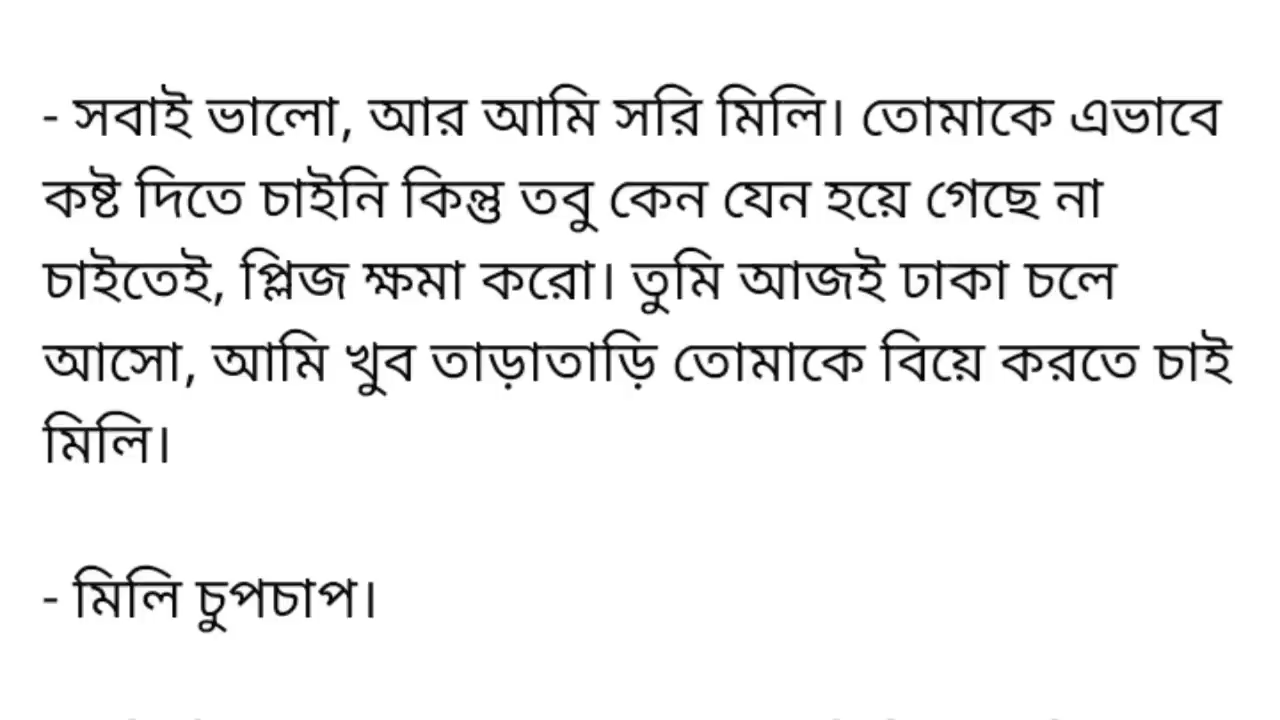 - সবাই ভালো, আর আমি সরি মিলি। তোমাকে এভাবে
কষ্ট দিতে চাইনি কিন্তু তবু কেন যেন হয়ে গেছে না
চাইতেই, প্লিজ ক্ষমা করো। তুমি আজই ঢাকা চলে
আসো, আমি খুব তাড়াতাড়ি তোমাকে বিয়ে করতে চাই
মিলি।
- মিলি চুপচাপ।